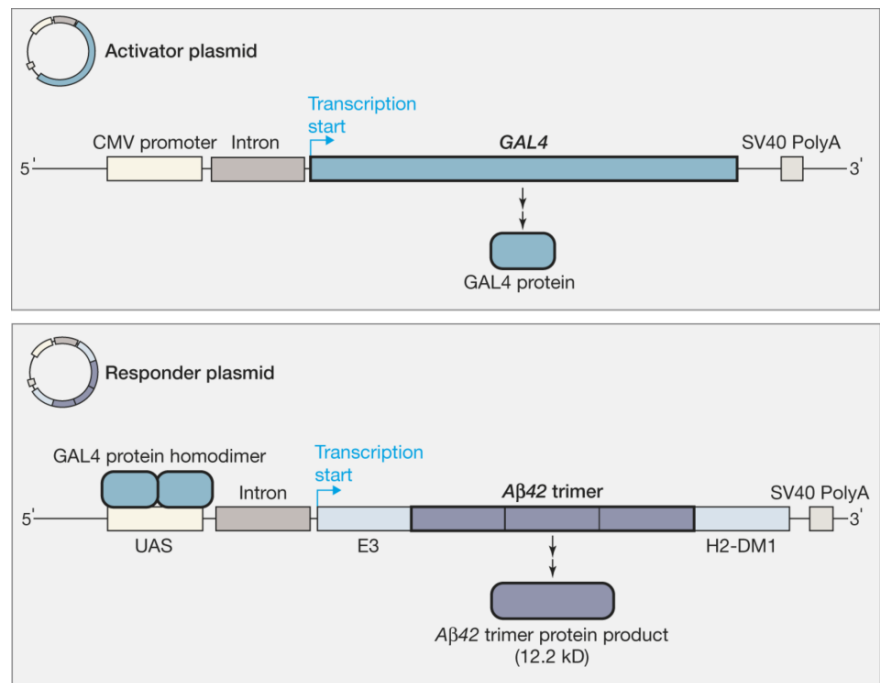 Activator plasmid
Transcription
start
CMV promoter
Intron
GAL4
SV40 PolyA
5'
3'
GAL4 protein
Responder plasmid
GAL4 protein homodimer
Transcription
start
Intron
Aβ42 trimer
SV40 PolyA
5'
3'
UAS
E3
H2-DM1
Aβ42 trimer protein product
(12.2 kD)